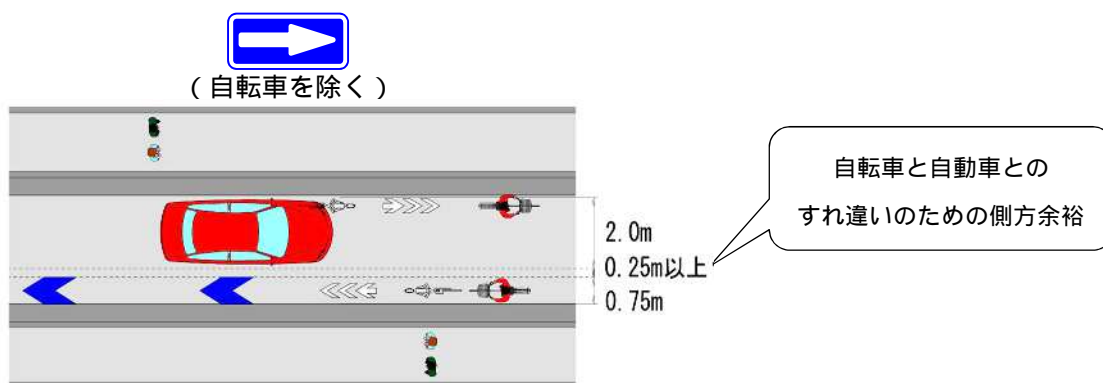 (自転車を除く)
自転車と自動車との
すれ違いのための側方余裕
2.0m
0.25m以上
0.75m